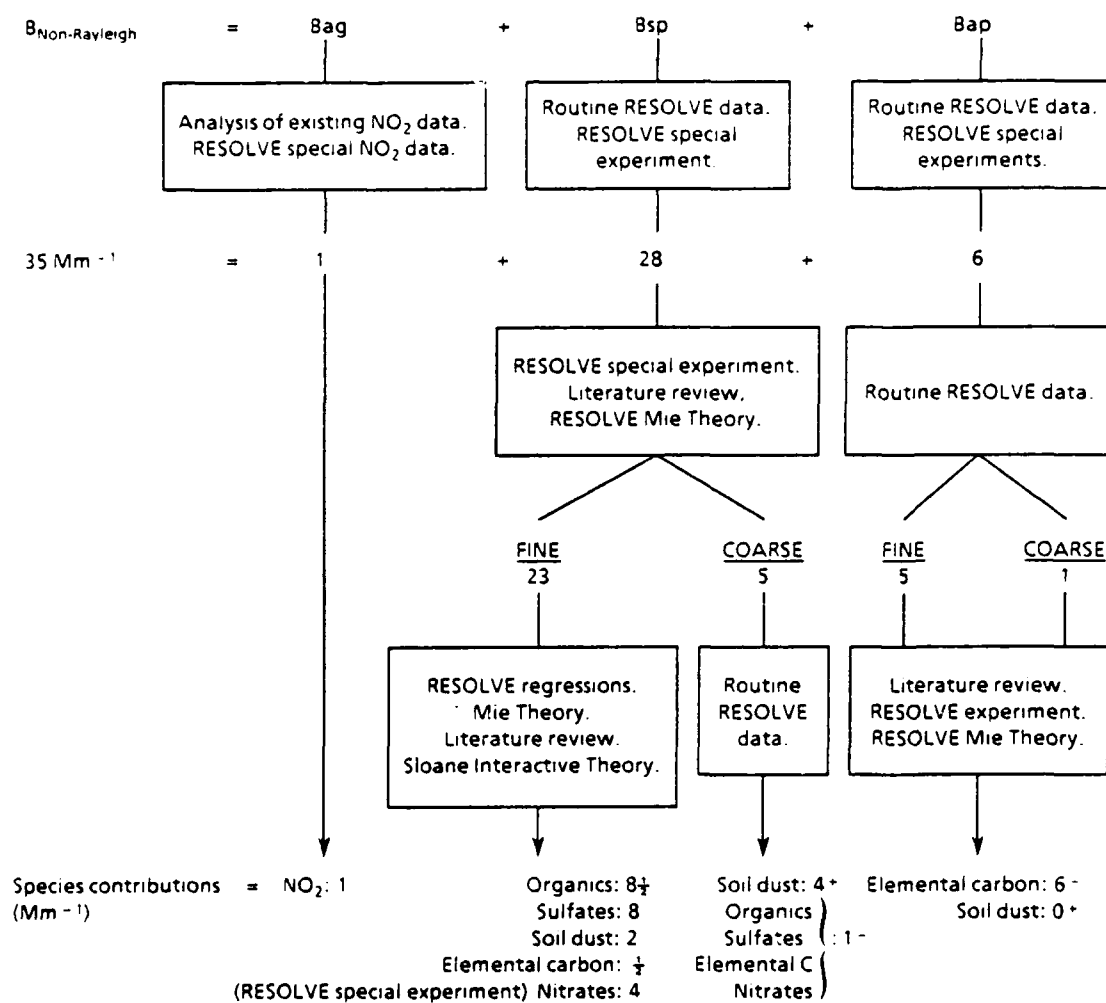 B Non-Rayleigh = Bag + Bsp + Bap
Analysis of existing NO2 data.
RESOLVE special NO2 data.
Routine RESOLVE data.
RESOLVE special
experiment.
Routine RESOLVE data.
RESOLVE special
experiments.
35 Mm -1 = 1 + 28 + 6
RESOLVE special experiment.
Literature review,
RESOLVE Mie Theory.
Routine RESOLVE data.
FINE
23
COARSE
5
FINE
5
COARSE
1
RESOLVE regressions.
Mie Theory.
Literature review.
Sloane Interactive Theory.
Routine
RESOLVE
data.
Literature review.
RESOLVE experiment.
RESOLVE Mie Theory.
Species contributions = NO2: 1
(Mm -1)
Organics: 8½
Sulfates: 8
Soil dust: 2
Elemental carbon: ½
(RESOLVE special experiment) Nitrates: 4
Soil dust: 4+
Organics
Sulfates : 1-
Elemental C
Nitrates
Elemental carbon: 6-
Soil dust: 0+